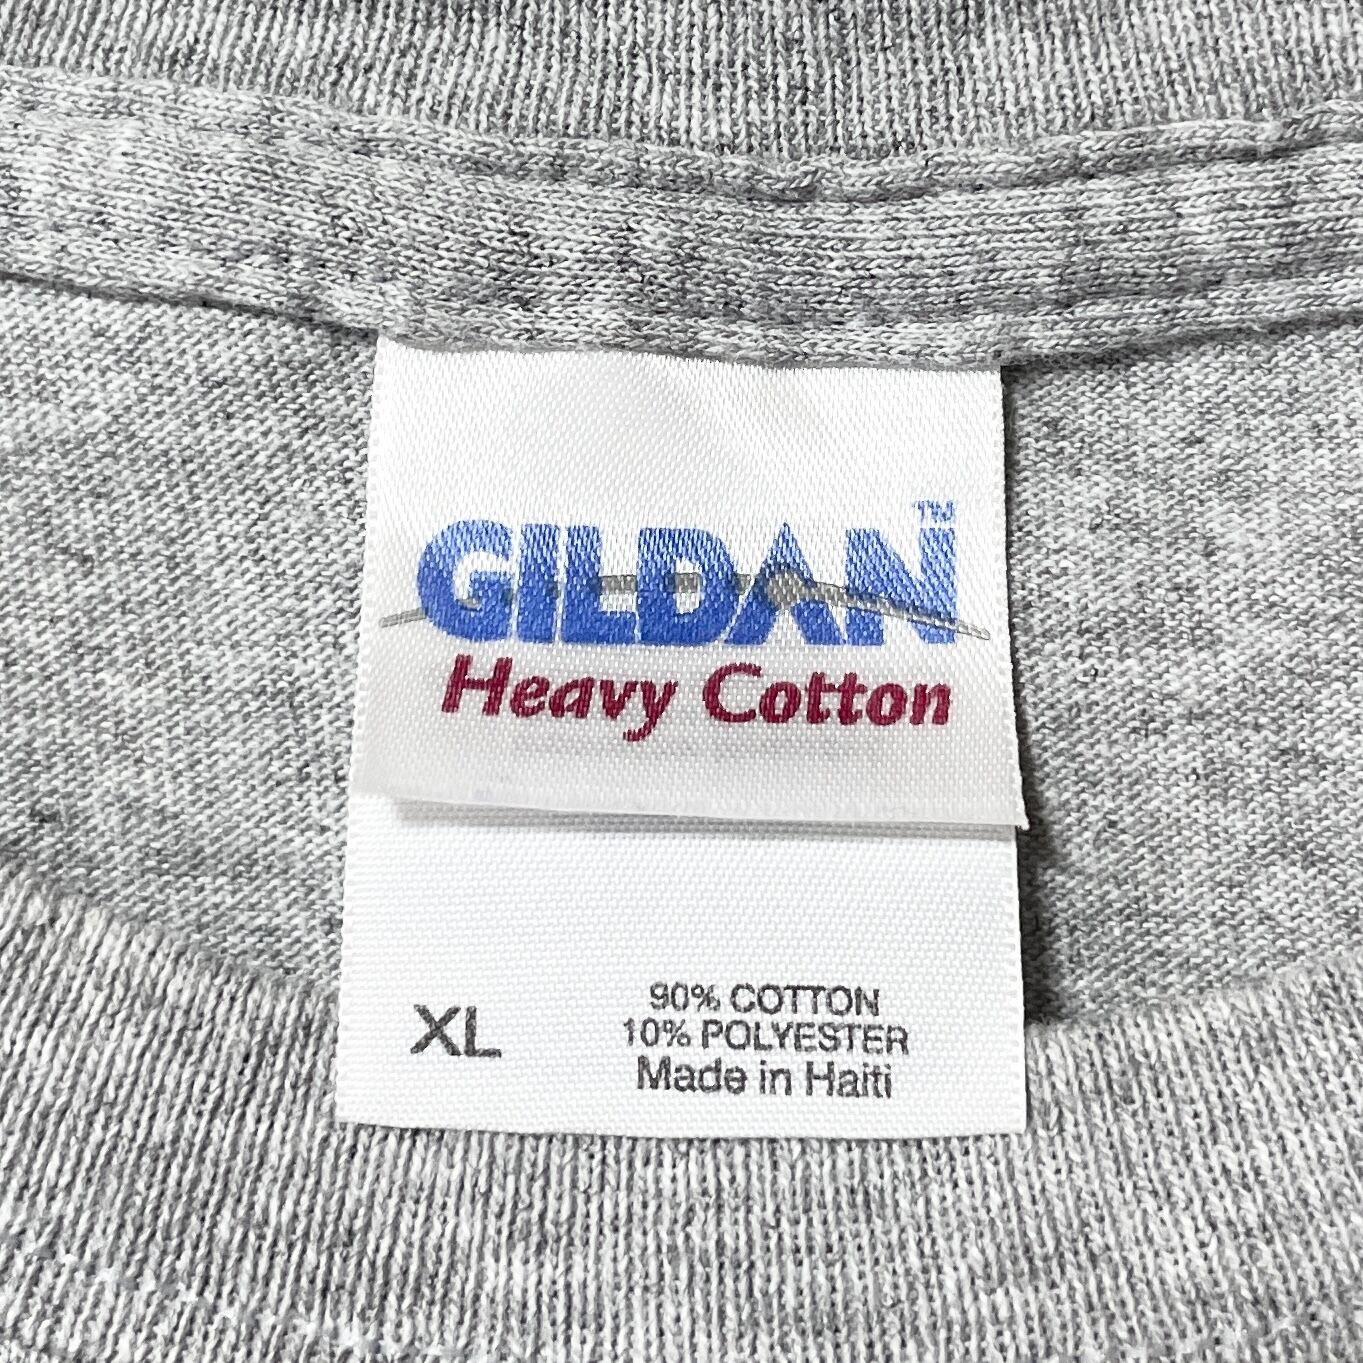 GILDAN™
Heavy Cotton
XL
90% COTTON
10% POLYESTER
Made in Haiti